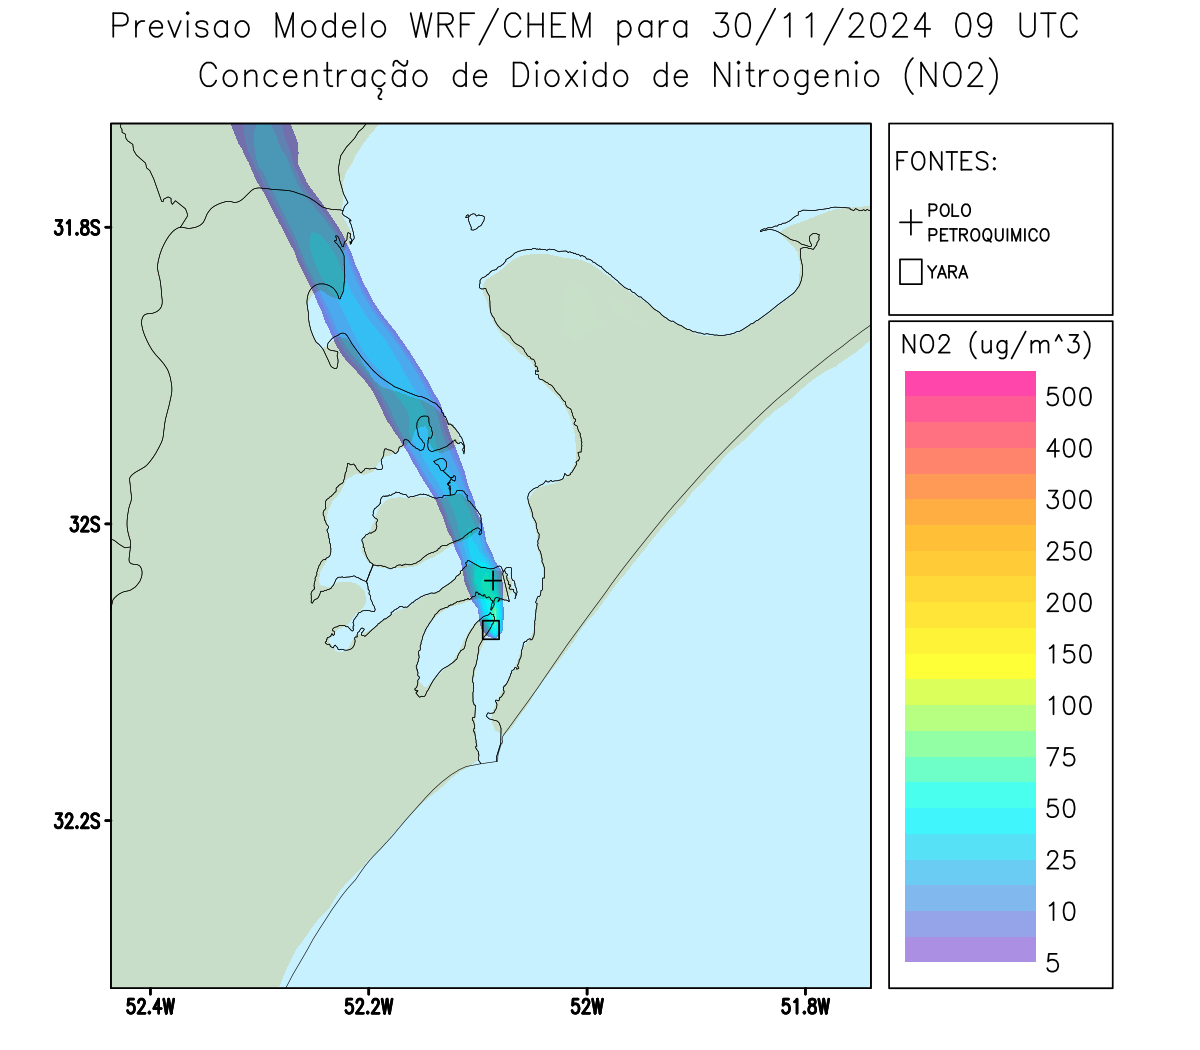 Previsao Modelo WRF/CHEM para 30/11/2024 09 UTC
Concentração de Dioxido de Nitrogenio (NO2)
FONTES:
POLO
PETROQUIMICO
YARA
NO2 (ug/m^3)
500
400
300
250
200
150
100
75
50
25
10
5
31.8S
32S
32.2S
52.4W
52.2W
52W
51.8W